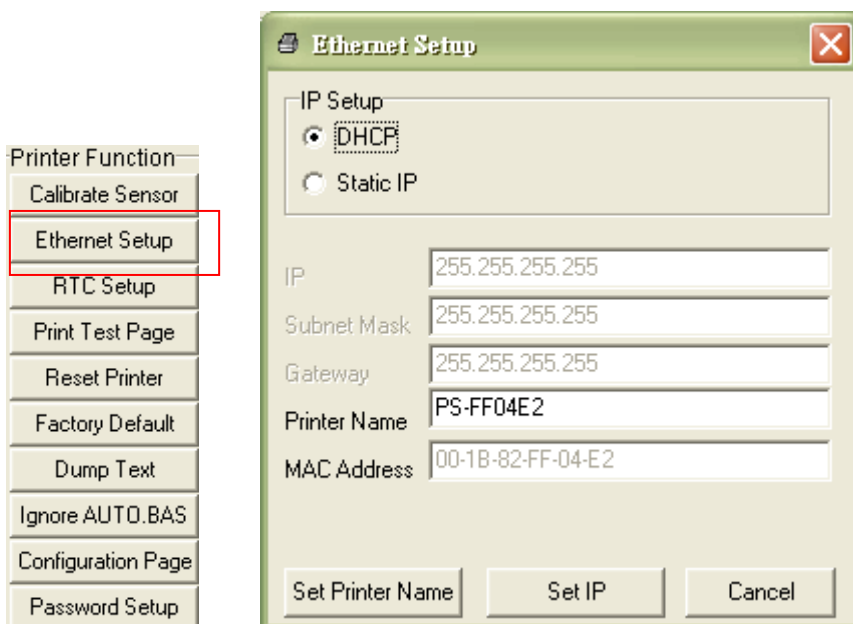 Printer Function
Calibrate Sensor
Ethernet Setup
RTC Setup
Print Test Page
Reset Printer
Factory Default
Dump Text
Ignore AUTO.BAS
Configuration Page
Password Setup
Ethernet Setup
IP Setup
DHCP
Static IP
IP 255.255.255.255
Subnet Mask 255.255.255.255
Gateway 255.255.255.255
Printer Name PS-FF04E2
MAC Address 00-1B-82-FF-04-E2
Set Printer Name Set IP Cancel